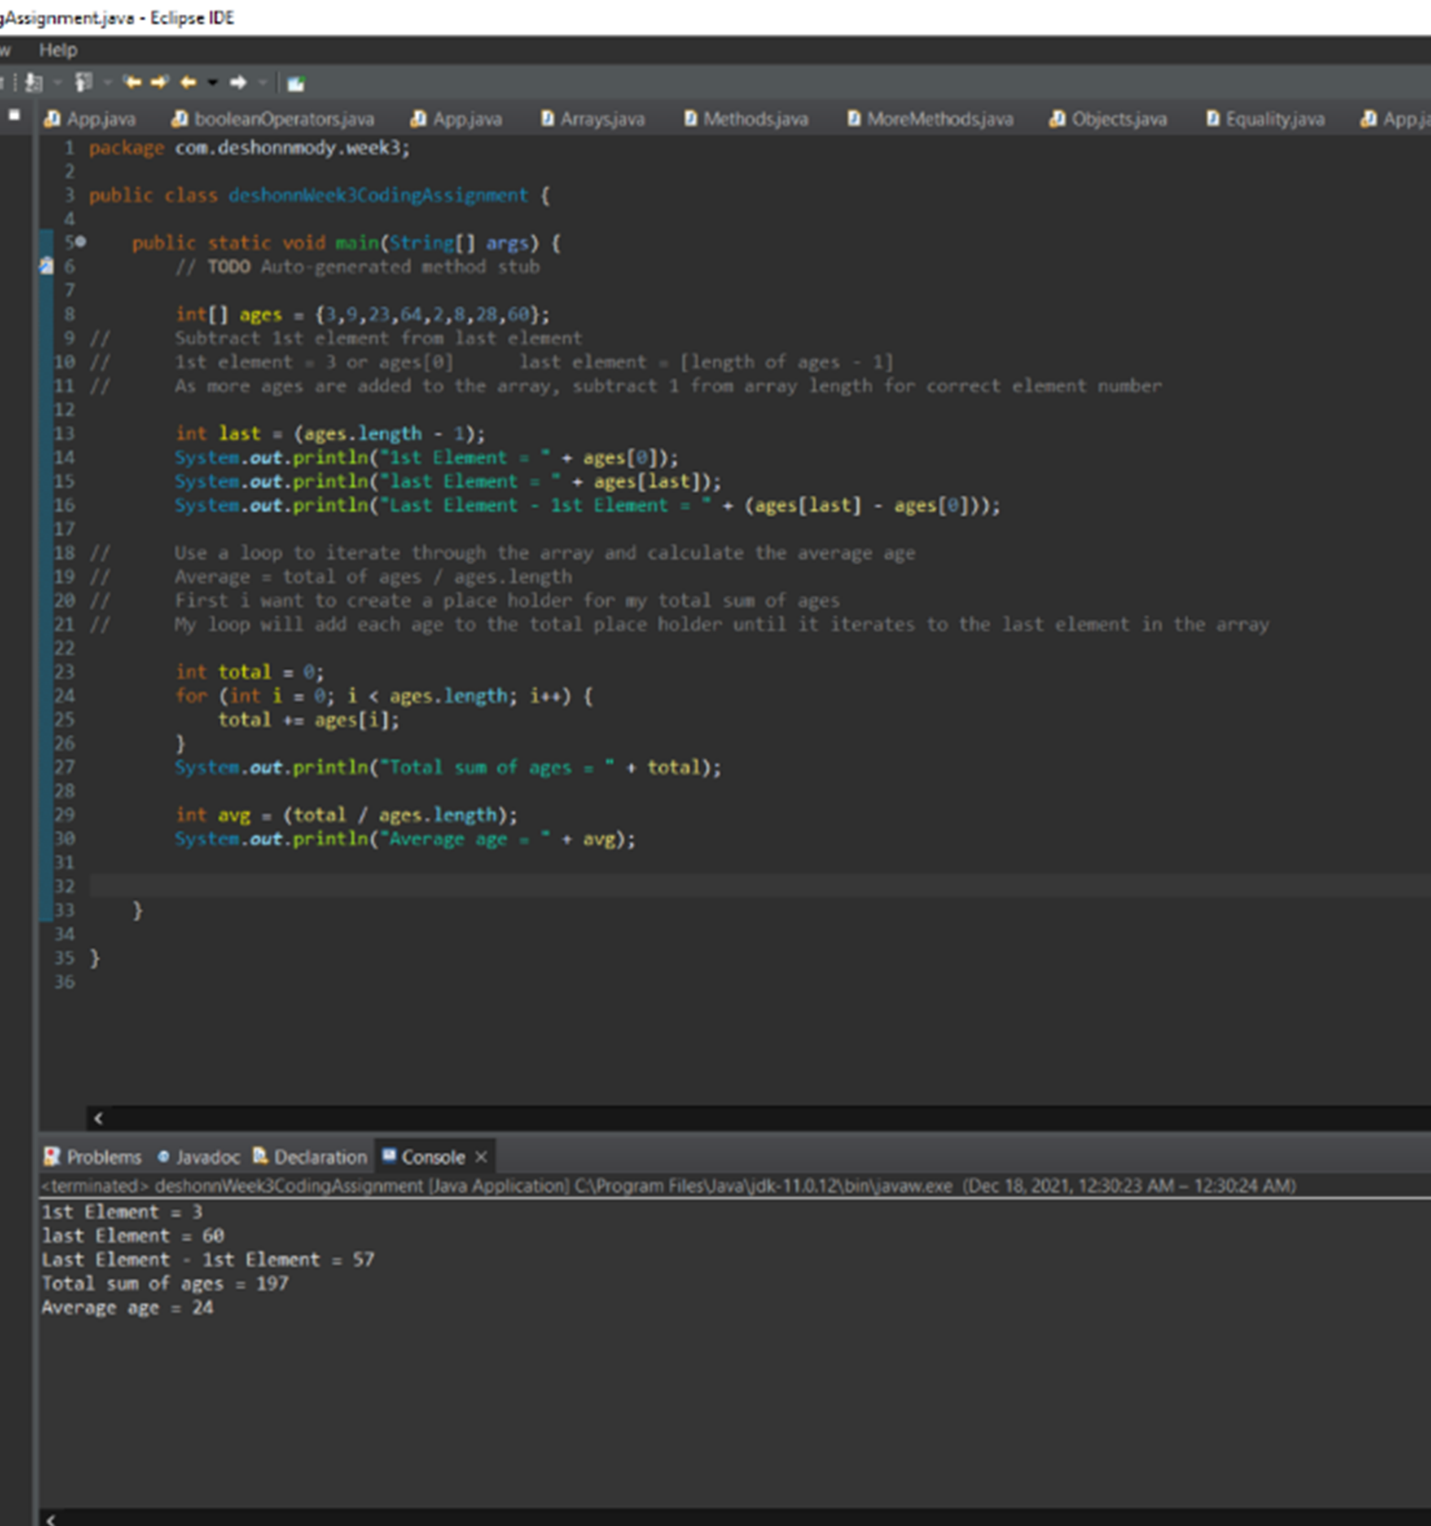 gAssignment.java - Eclipse IDE
w Help
App.java booleanOperators.java App.java Arrays.java Methods.java MoreMethods.java Objects.java Equality.java App.ja
1 package com.deshonnmody.week3;
2
3 public class deshonnWeek3CodingAssignment {
4
5 public static void main(String[] args) {
6 // TODO Auto-generated method stub
7
8 int[] ages = {3,9,23,64,2,8,28,60};
9 // Subtract 1st element from last element
10 // 1st element = 3 or ages[0] last element = [length of ages - 1]
11 // As more ages are added to the array, subtract 1 from array length for correct element number
12
13 int last = (ages.length - 1);
14 System.out.println("1st Element = " + ages[0]);
15 System.out.println("last Element = " + ages[last]);
16 System.out.println("Last Element - 1st Element = " + (ages[last] - ages[0]));
17
18 // Use a loop to iterate through the array and calculate the average age
19 // Average = total of ages / ages.length
20 // First i want to create a place holder for my total sum of ages
21 // My loop will add each age to the total place holder until it iterates to the last element in the array
22
23 int total = 0;
24 for (int i = 0; i < ages.length; i++) {
25 total += ages[i];
26 }
27 System.out.println("Total sum of ages = " + total);
28
29 int avg = (total / ages.length);
30 System.out.println("Average age = " + avg);
31
32
33 }
34
35 }
36
Problems Javadoc Declaration Console
<terminated> deshonnWeek3CodingAssignment [Java Application] C:\Program Files\Java\jdk-11.0.12\bin\javaw.exe (Dec 18, 2021, 12:30:23 AM – 12:30:24 AM)
1st Element = 3
last Element = 60
Last Element - 1st Element = 57
Total sum of ages = 197
Average age = 24